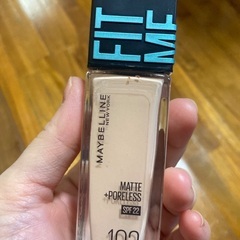 FIT
ME
MAYBELLINE
NEW YORK
MATTE
+PORELESS
SPF 22